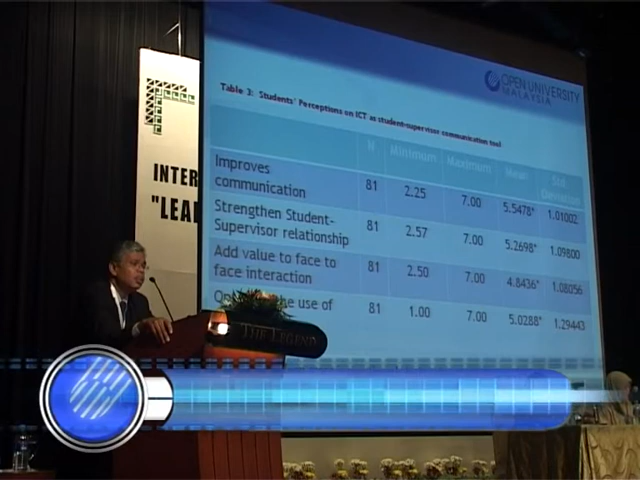 OPEN UNIVERSITY
MALAYSIA
Table 3: Students' Perceptions on ICT as student-supervisor communication tool
N Minimum Maximum Mean Std.
Improves
communication 81 2.25 7.00 5.5478* 1.01002
Strengthen Student-
Supervisor relationship 81 2.57 7.00 5.2698* 1.09800
Add value to face to
face interaction 81 2.50 7.00 4.8436* 1.08056
the use of 81 1.00 7.00 5.0288* 1.29443
INTER
"LEA
THE LEGEND